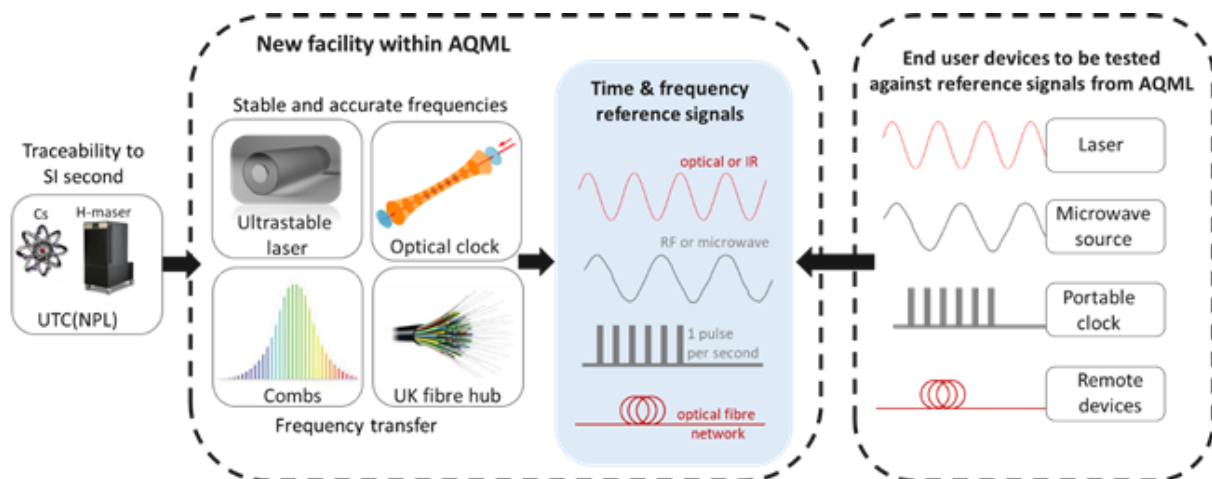 New facility within AQML
Stable and accurate frequencies
Traceability to
SI second
Cs
H-maser
UTC(NPL)
Ultrastable
laser
Optical clock
Combs
UK fibre hub
Frequency transfer
Time & frequency
reference signals
optical or IR
RF or microwave
1 pulse
per second
optical fibre
network
End user devices to be tested
against reference signals from AQML
Laser
Microwave
source
Portable
clock
Remote
devices